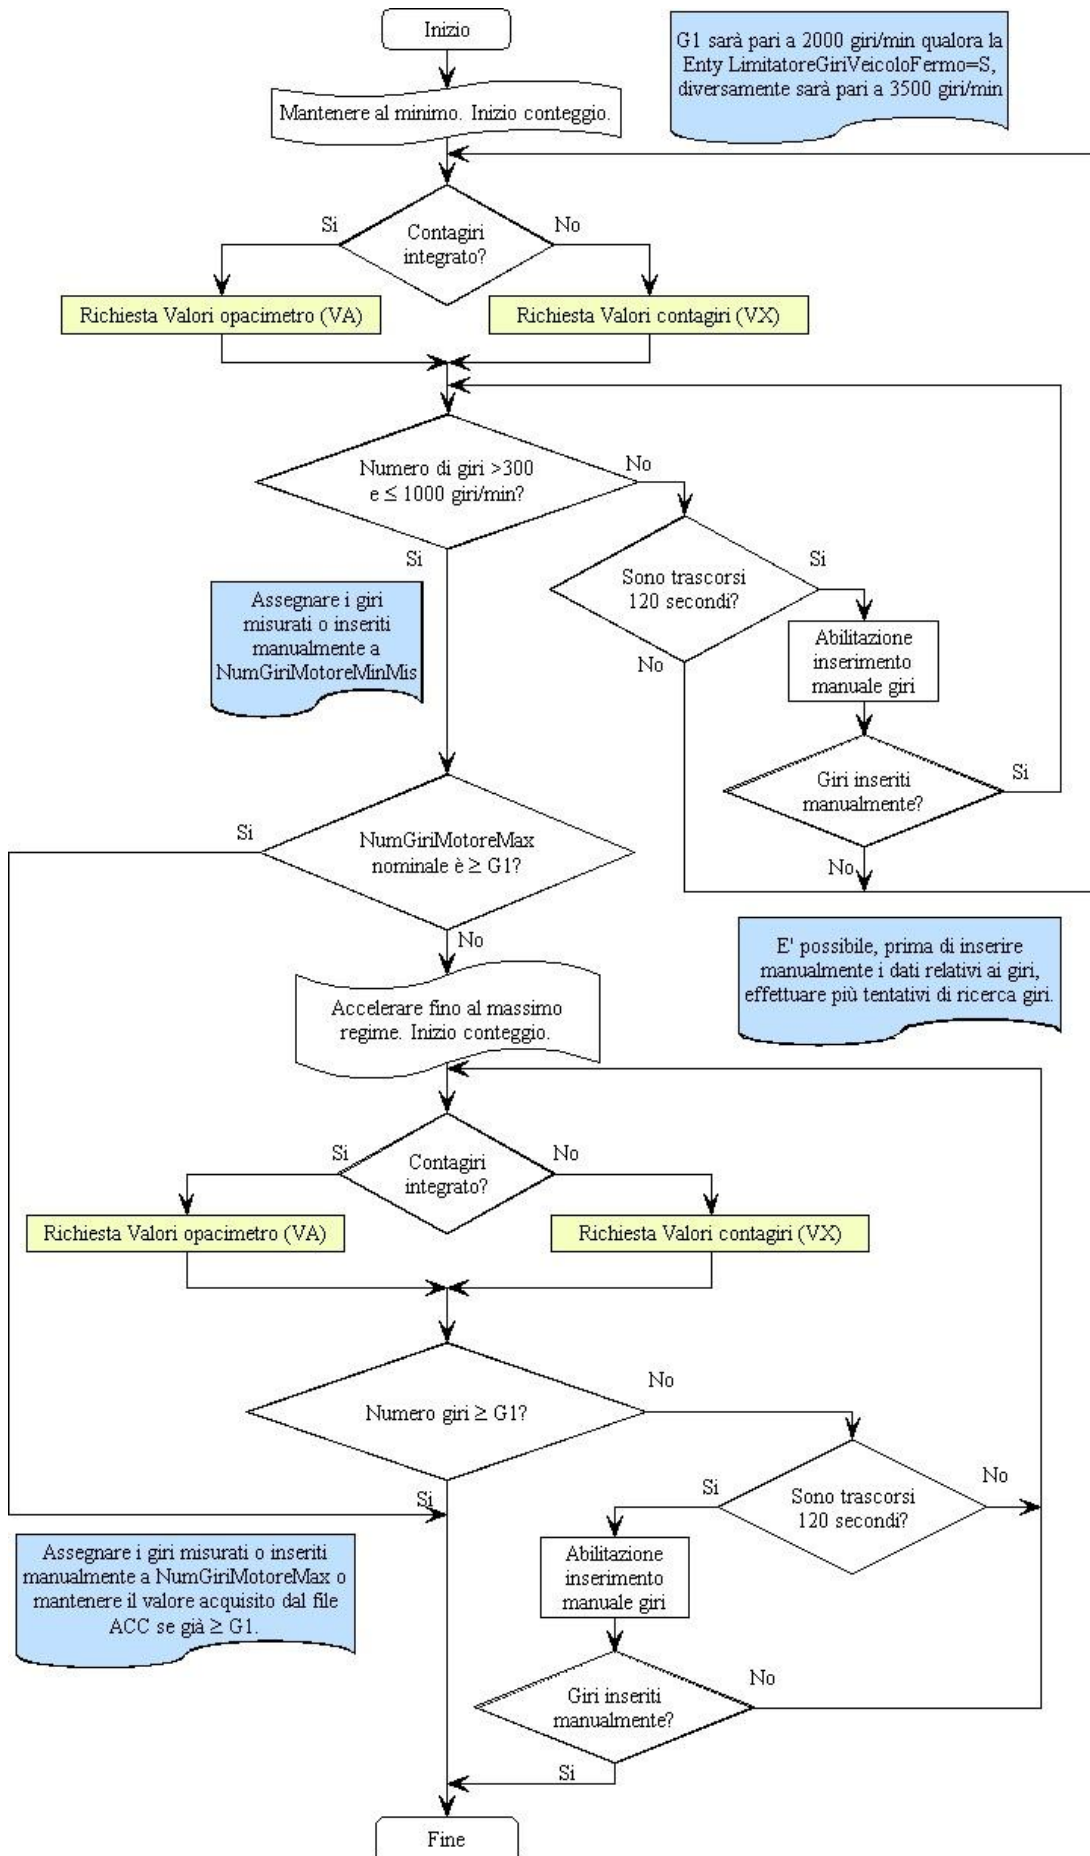 Inizio
G1 sarà pari a 2000 giri/min qualora la
Enty LimitatoreGiriVeicoloFermo=S,
diversamente sarà pari a 3500 giri/min
Mantenere al minimo. Inizio conteggio.
Si
No
Contagiri
integrato?
Richiesta Valori opacimetro (VA)
Richiesta Valori contagiri (VX)
Numero di giri >300
e ≤ 1000 giri/min?
No
Si
Sono trascorsi
120 secondi?
Si
No
Assegnare i giri
misurati o inseriti
manualmente a
NumGiriMotoreMinMis
Abilitazione
inserimento
manuale giri
Giri inseriti
manualmente?
Si
No
Si
NumGiriMotoreMax
nominale è ≥ G1?
No
E' possibile, prima di inserire
manualmente i dati relativi ai giri,
effettuare più tentativi di ricerca giri.
Accelerare fino al massimo
regime. Inizio conteggio.
Si
No
Contagiri
integrato?
Richiesta Valori opacimetro (VA)
Richiesta Valori contagiri (VX)
No
Numero giri ≥ G1?
Si
Si
No
Sono trascorsi
120 secondi?
Assegnare i giri misurati o inseriti
manualmente a NumGiriMotoreMax o
mantenere il valore acquisito dal file
ACC se già ≥ G1.
Abilitazione
inserimento
manuale giri
No
Giri inseriti
manualmente?
Si
Fine